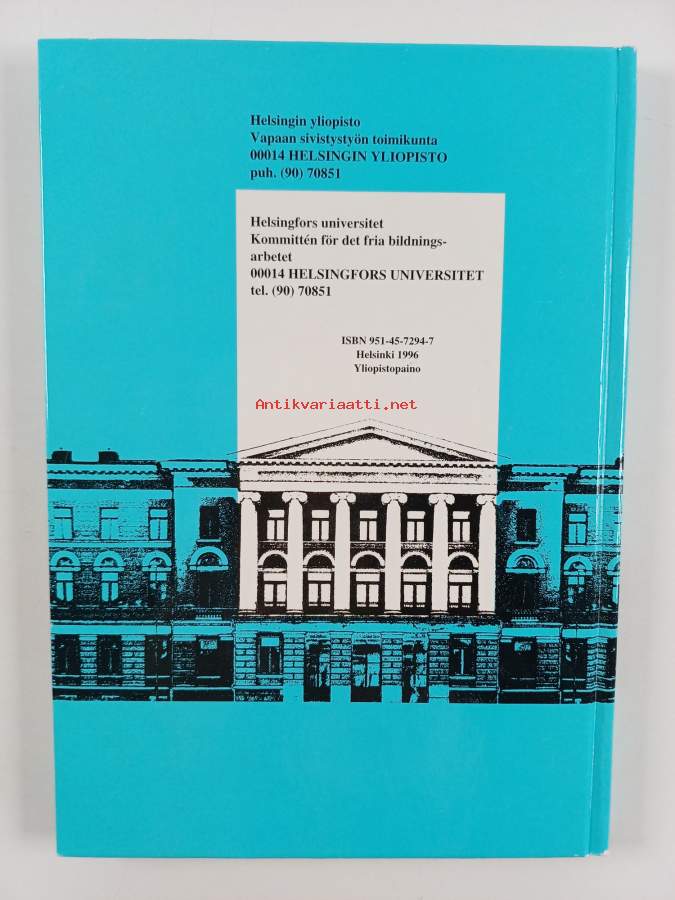 Helsingin yliopisto
Vapaan sivistystyön toimikunta
00014 HELSINGIN YLIOPISTO
puh. (90) 70851
Helsingfors universitet
Kommittén för det fria bildnings-
arbetet
00014 HELSINGFORS UNIVERSITET
tel. (90) 70851
ISBN 951-45-7294-7
Helsinki 1996
Yliopistopaino
Antikvariaatti.net